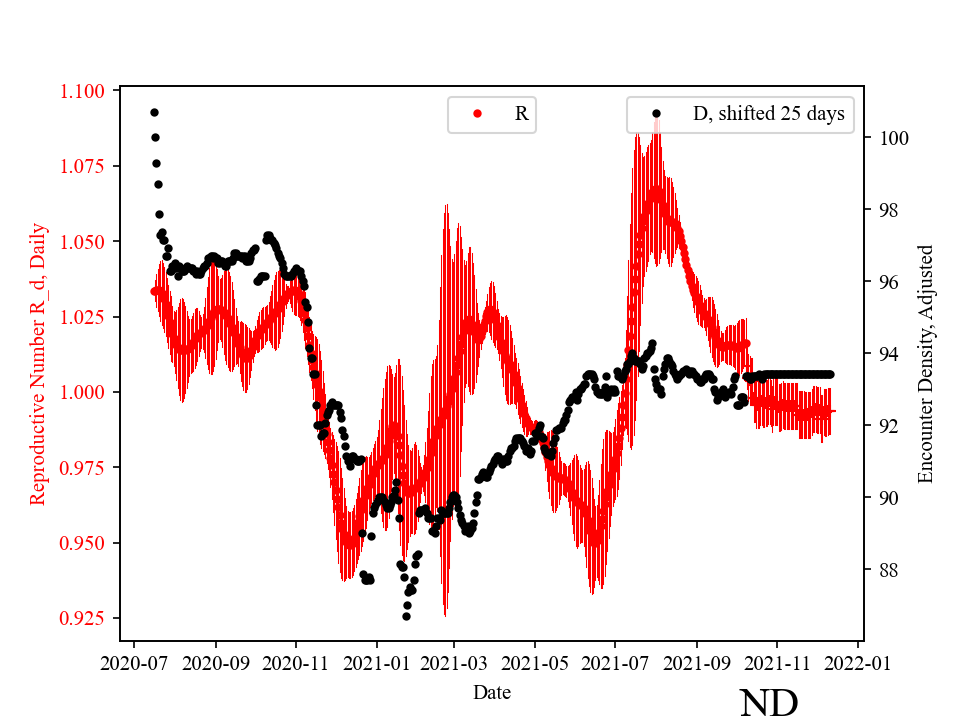 R
D, shifted 25 days
1.100
1.075
1.050
1.025
1.000
0.975
0.950
0.925
Reproductive Number R_d, Daily
100
98
96
94
92
90
88
Encounter Density, Adjusted
2020-07 2020-09 2020-11 2021-01 2021-03 2021-05 2021-07 2021-09 2021-11 2022-01
Date
ND